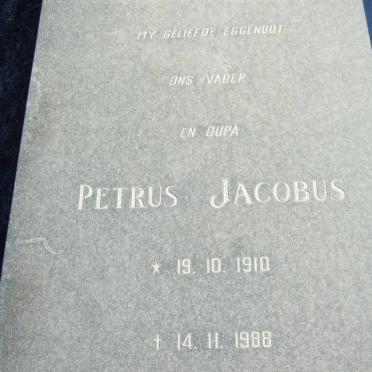 MY GELIEFDE EGGENOOT
ONS VADER
EN OUPA
PETRUS JACOBUS
* 19. 10. 1910
† 14. 11. 1988